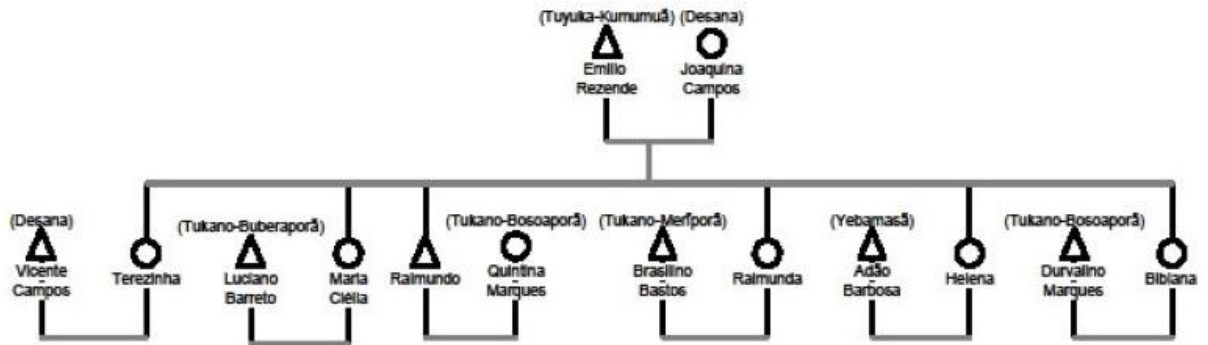 (Tuyuka-Kumumuã) (Desana)
Emilio
Rezende
Joaquina
Campos
(Desana)
Vicente
Campos
Terezinha
(Tukano-Buberaporã)
Luciano
Barreto
Maria
Clélia
Raimundo
(Tukano-Bosoaporã)
Quintina
Marques
(Tukano-Merĩporã)
Brasilino
Bastos
Raimunda
(Yebamasã)
Adão
Barbosa
Helena
(Tukano-Bosoaporã)
Durvalino
Marques
Bibiana